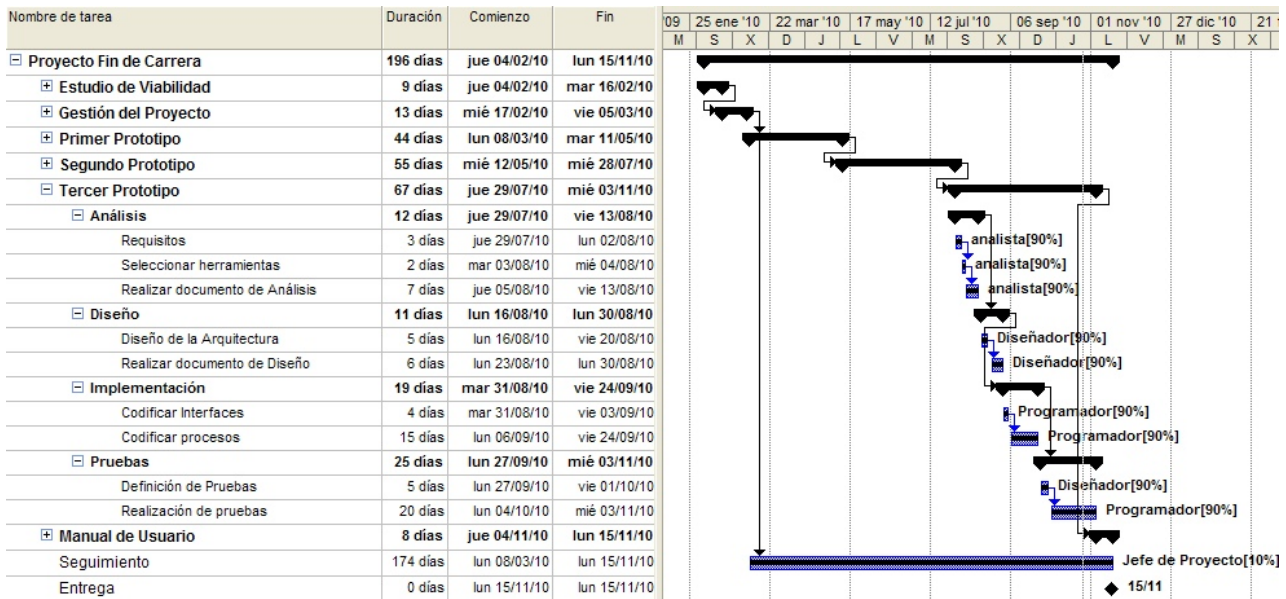 Nombre de tarea Duración Comienzo Fin '09 25 ene '10 22 mar '10 17 may '10 12 jul '10 06 sep '10 01 nov '10 27 dic '10 21
M S X D J L V M S X D J L V M S X
Proyecto Fin de Carrera 196 días jue 04/02/10 lun 15/11/10
Estudio de Viabilidad 9 días jue 04/02/10 mar 16/02/10
Gestión del Proyecto 13 días mié 17/02/10 vie 05/03/10
Primer Prototipo 44 días lun 08/03/10 mar 11/05/10
Segundo Prototipo 55 días mié 12/05/10 mié 28/07/10
Tercer Prototipo 67 días jue 29/07/10 mié 03/11/10
Análisis 12 días jue 29/07/10 vie 13/08/10
Requisitos 3 días jue 29/07/10 lun 02/08/10 analista[90%]
Seleccionar herramientas 2 días mar 03/08/10 mié 04/08/10 analista[90%]
Realizar documento de Análisis 7 días jue 05/08/10 vie 13/08/10 analista[90%]
Diseño 11 días lun 16/08/10 lun 30/08/10
Diseño de la Arquitectura 5 días lun 16/08/10 vie 20/08/10 Diseñador[90%]
Realizar documento de Diseño 6 días lun 23/08/10 lun 30/08/10 Diseñador[90%]
Implementación 19 días mar 31/08/10 vie 24/09/10
Codificar Interfaces 4 días mar 31/08/10 vie 03/09/10 Programador[90%]
Codificar procesos 15 días lun 06/09/10 vie 24/09/10 Programador[90%]
Pruebas 25 días lun 27/09/10 mié 03/11/10
Definición de Pruebas 5 días lun 27/09/10 vie 01/10/10 Diseñador[90%]
Realización de pruebas 20 días lun 04/10/10 mié 03/11/10 Programador[90%]
Manual de Usuario 8 días jue 04/11/10 lun 15/11/10
Seguimiento 174 días lun 08/03/10 lun 15/11/10 Jefe de Proyecto[10%]
Entrega 0 días lun 15/11/10 lun 15/11/10 15/11